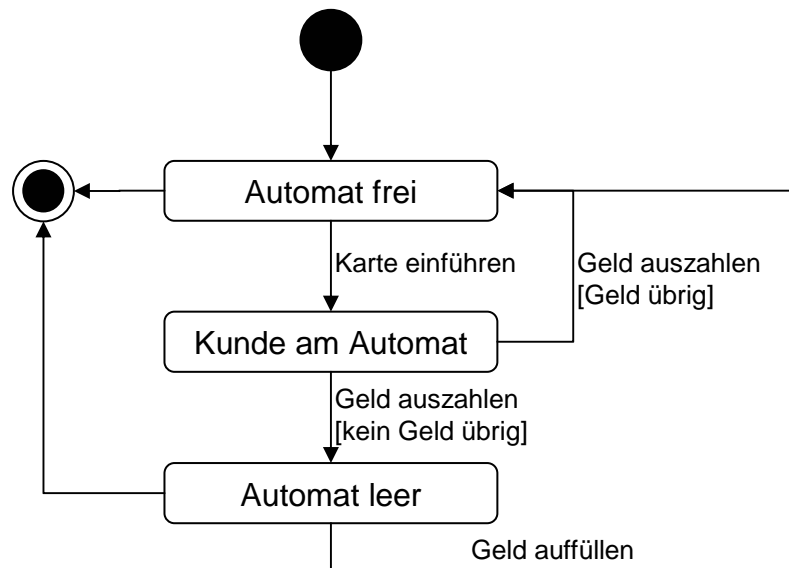 Automat frei
Karte einführen
Geld auszahlen
[Geld übrig]
Kunde am Automat
Geld auszahlen
[kein Geld übrig]
Automat leer
Geld auffüllen